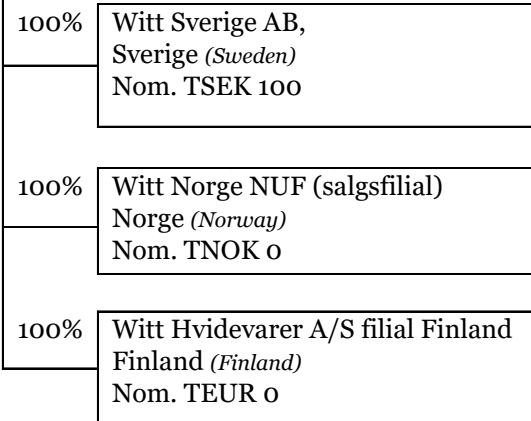 100% Witt Sverige AB,
Sverige (Sweden)
Nom. TSEK 100
100% Witt Norge NUF (salgsfilial)
Norge (Norway)
Nom. TNOK 0
100% Witt Hvidevarer A/S filial Finland
Finland (Finland)
Nom. TEUR 0